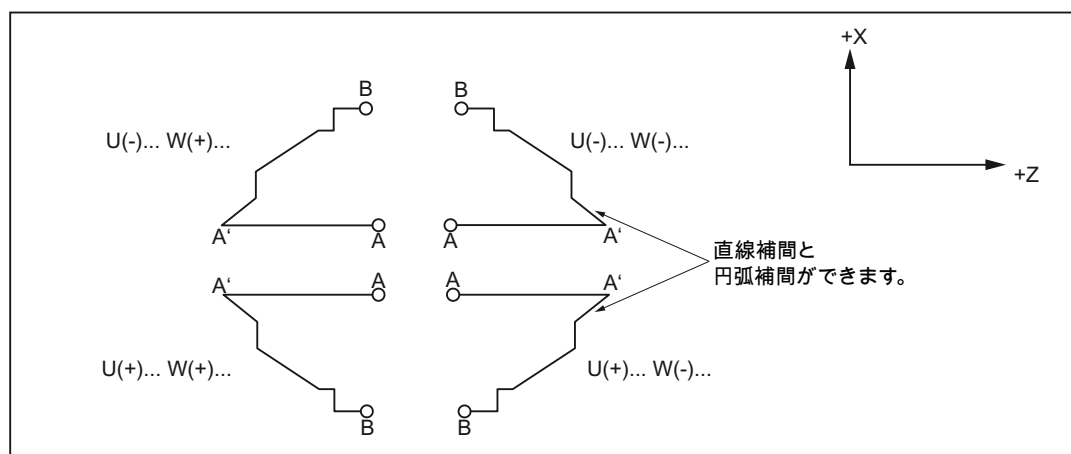 +X
B
B
U(-)... W(+)...
U(-)... W(-)...
+Z
A‘
A
A
A‘
直線補間と
円弧補間ができます。
A‘
A
A
A‘
U(+)... W(+)...
U(+)... W(-)...
B
B